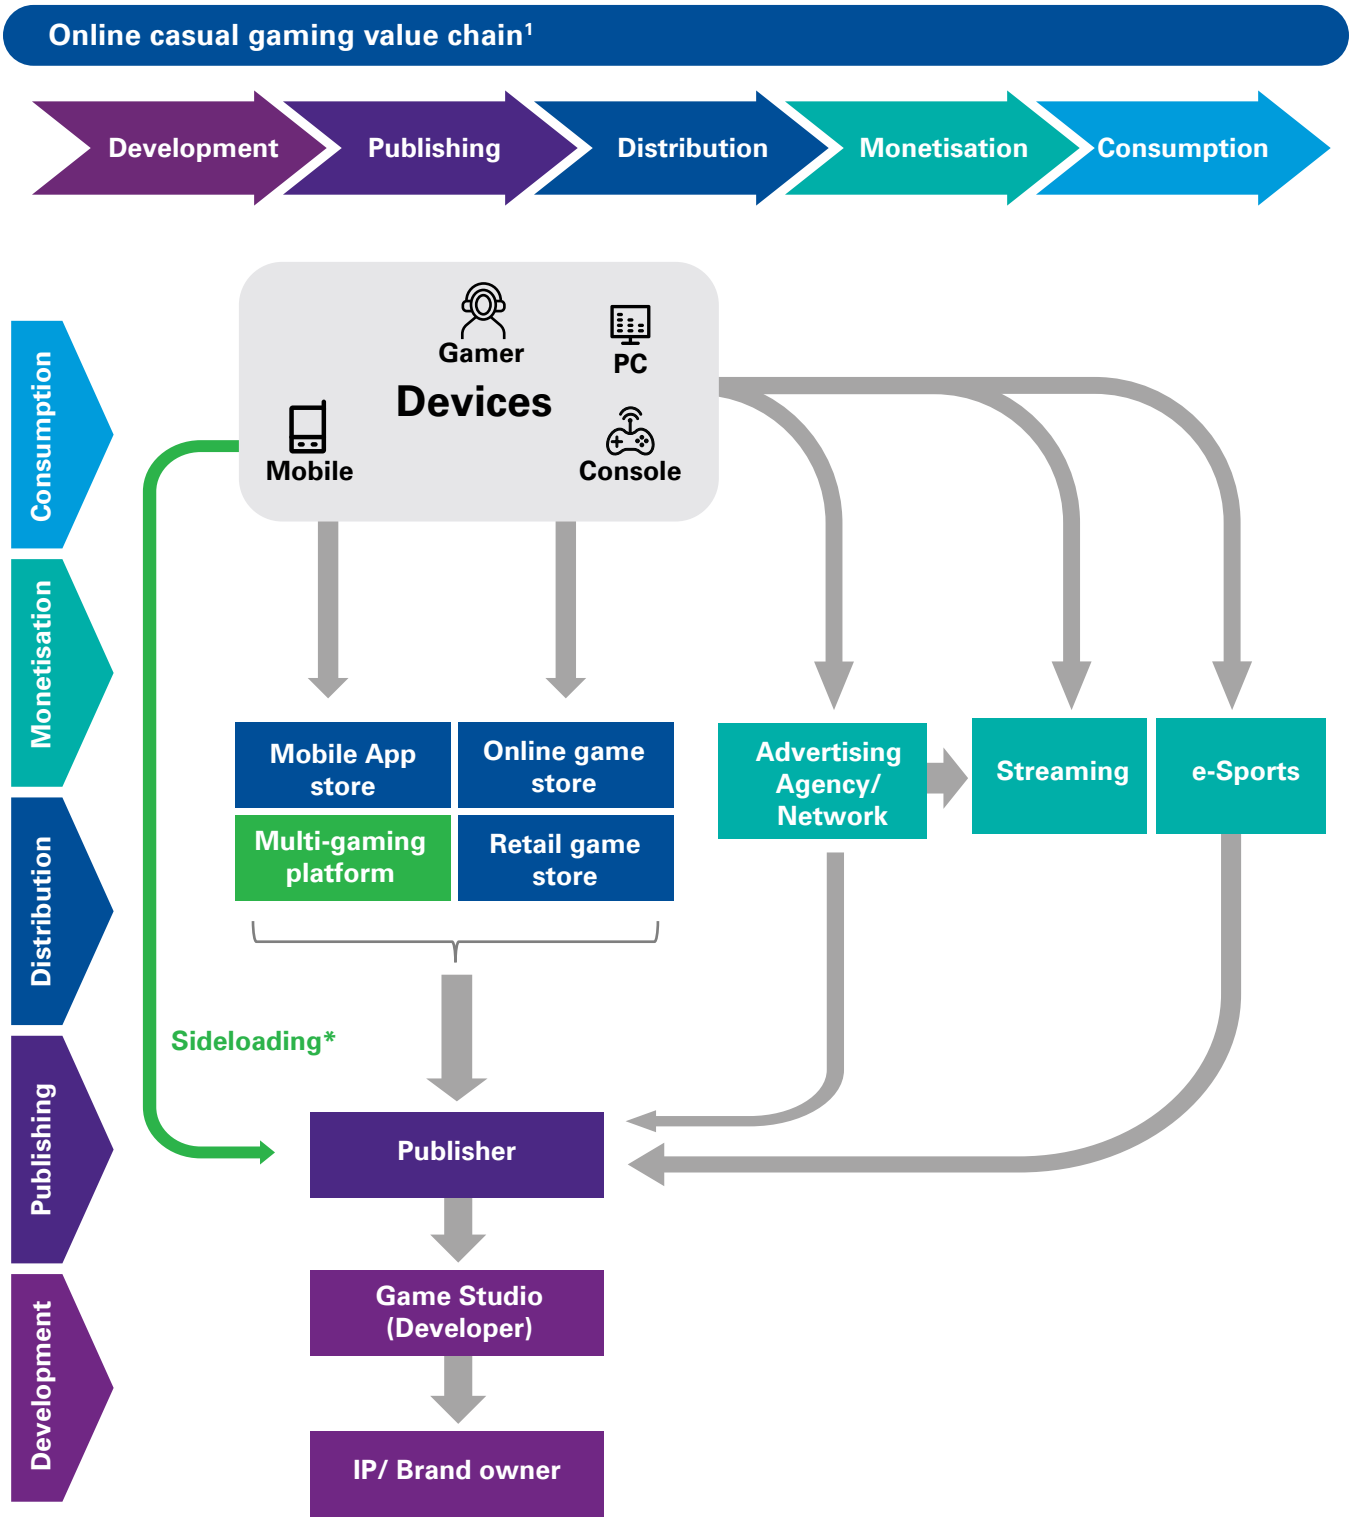 Online casual gaming value chain¹
Development
Publishing
Distribution
Monetisation
Consumption
Consumption
Monetisation
Distribution
Publishing
Development
Gamer
PC
Devices
Mobile
Console
Mobile App
store
Online game
store
Multi-gaming
platform
Retail game
store
Advertising
Agency/
Network
Streaming
e-Sports
Sideloading*
Publisher
Game Studio
(Developer)
IP/ Brand owner